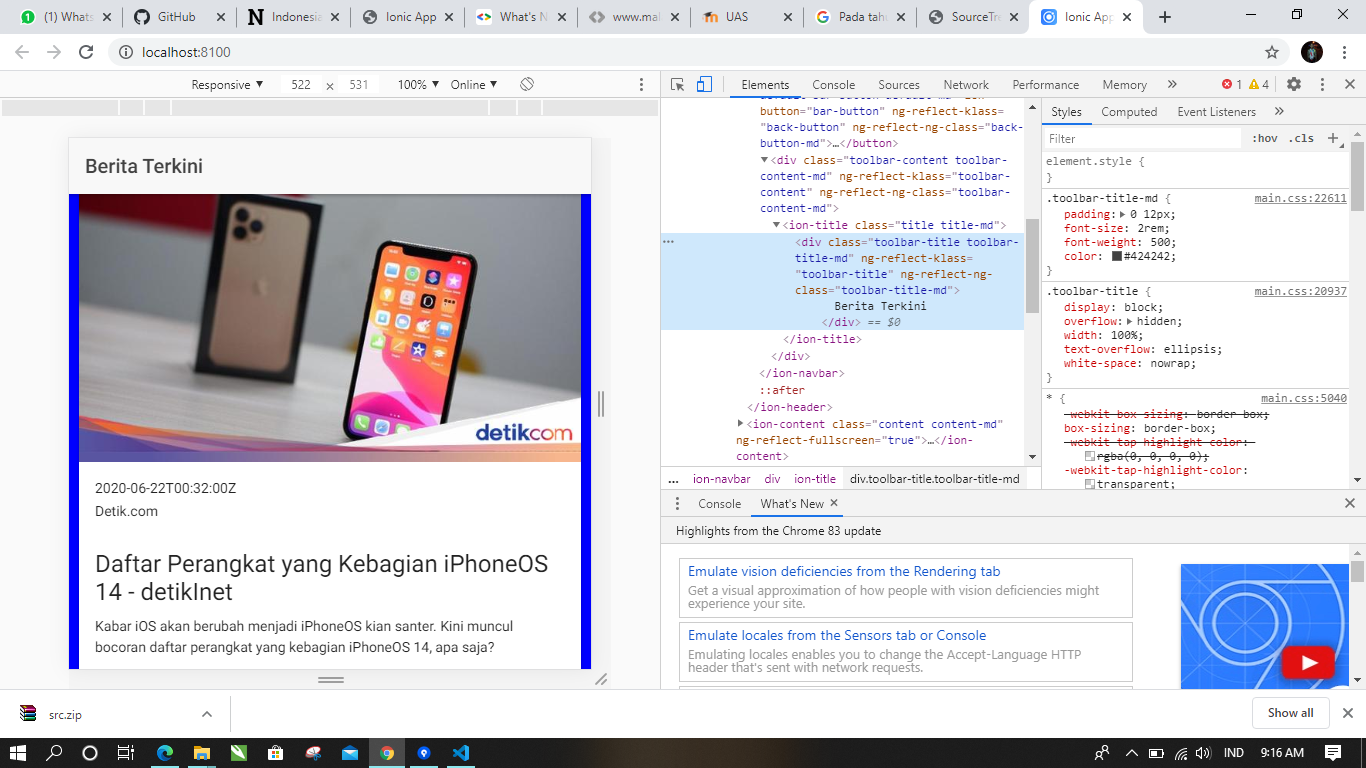 (1) Whats
GitHub
Indonesia
Ionic App
What's N
www.mal
UAS
Pada tah
SourceTre
Ionic App
localhost:8100
Responsive 522 x 531 100% Online
Elements Console Sources Network Performance Memory 1 4
Berita Terkini
detikcom
2020-06-22T00:32:00Z
Detik.com
Daftar Perangkat yang Kebagian iPhoneOS
14 - detikInet
Kabar iOS akan berubah menjadi iPhoneOS kian santer. Kini muncul
bocoran daftar perangkat yang kebagian iPhoneOS 14, apa saja?
button="bar-button" ng-reflect-klass=
"back-button" ng-reflect-ng-class="back-
button-md">…</button>
<div class="toolbar-content toolbar-
content-md" ng-reflect-klass="toolbar-
content" ng-reflect-ng-class="toolbar-
content-md">
<ion-title class="title title-md">
<div class="toolbar-title toolbar-
title-md" ng-reflect-klass=
"toolbar-title" ng-reflect-ng-
class="toolbar-title-md">
Berita Terkini
</div> == $0
</ion-title>
</div>
</ion-navbar>
::after
</ion-header>
<ion-content class="content content-md"
ng-reflect-fullscreen="true">…</ion-
content>
... ion-navbar div ion-title div.toolbar-title.toolbar-title-md
Styles Computed Event Listeners
Filter :hov .cls +
element.style {
}
.toolbar-title-md { main.css:22611
padding: 0 12px;
font-size: 2rem;
font-weight: 500;
color: #424242;
}
.toolbar-title { main.css:20937
display: block;
overflow: hidden;
width: 100%;
text-overflow: ellipsis;
white-space: nowrap;
}
* { main.css:5040
-webkit-box-sizing: border-box;
box-sizing: border-box;
-webkit-tap-highlight-color:
rgba(0, 0, 0, 0);
-webkit-tap-highlight-color:
transparent;
Console What's New
Highlights from the Chrome 83 update
Emulate vision deficiencies from the Rendering tab
Get a visual approximation of how people with vision deficiencies might
experience your site.
Emulate locales from the Sensors tab or Console
Emulating locales enables you to change the Accept-Language HTTP
header that's sent with network requests.
src.zip
Show all
IND 9:16 AM